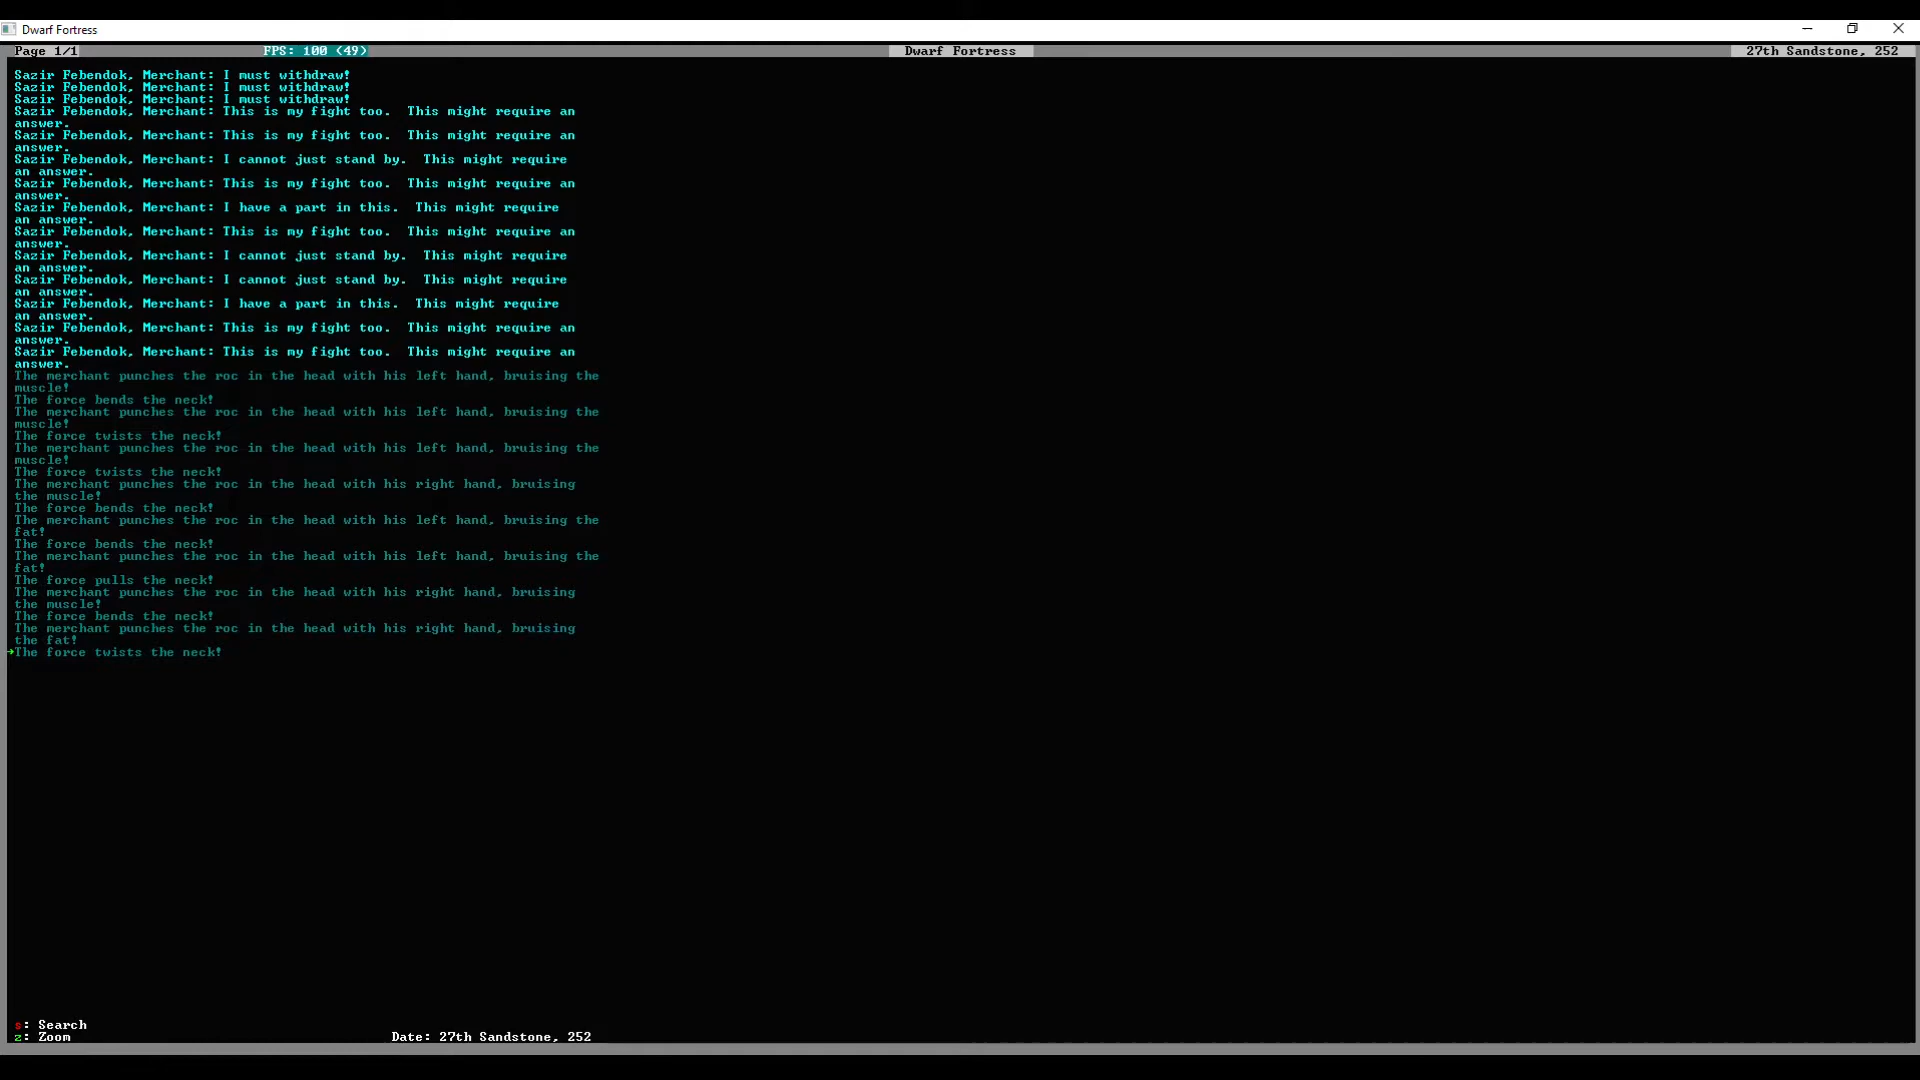 Dwarf Fortress
Page 1/1 FPS: 100 (49) Dwarf Fortress 27th Sandstone, 252
Sazir Febendok, Merchant: I must withdraw!
Sazir Febendok, Merchant: I must withdraw!
Sazir Febendok, Merchant: I must withdraw!
Sazir Febendok, Merchant: This is my fight too.  This might require an
answer.
Sazir Febendok, Merchant: This is my fight too.  This might require an
answer.
Sazir Febendok, Merchant: I cannot just stand by.  This might require
an answer.
Sazir Febendok, Merchant: This is my fight too.  This might require an
answer.
Sazir Febendok, Merchant: I have a part in this.  This might require
an answer.
Sazir Febendok, Merchant: This is my fight too.  This might require an
answer.
Sazir Febendok, Merchant: I cannot just stand by.  This might require
an answer.
Sazir Febendok, Merchant: I cannot just stand by.  This might require
an answer.
Sazir Febendok, Merchant: I have a part in this.  This might require
an answer.
Sazir Febendok, Merchant: This is my fight too.  This might require an
answer.
Sazir Febendok, Merchant: This is my fight too.  This might require an
answer.
The merchant punches the roc in the head with his left hand, bruising the
muscle!
The force bends the neck!
The merchant punches the roc in the head with his left hand, bruising the
muscle!
The force twists the neck!
The merchant punches the roc in the head with his left hand, bruising the
muscle!
The force twists the neck!
The merchant punches the roc in the head with his right hand, bruising
the muscle!
The force bends the neck!
The merchant punches the roc in the head with his left hand, bruising the
fat!
The force bends the neck!
The merchant punches the roc in the head with his left hand, bruising the
fat!
The force pulls the neck!
The merchant punches the roc in the head with his right hand, bruising
the muscle!
The force bends the neck!
The merchant punches the roc in the head with his right hand, bruising
the fat!
→The force twists the neck!
s: Search
z: Zoom Date: 27th Sandstone, 252